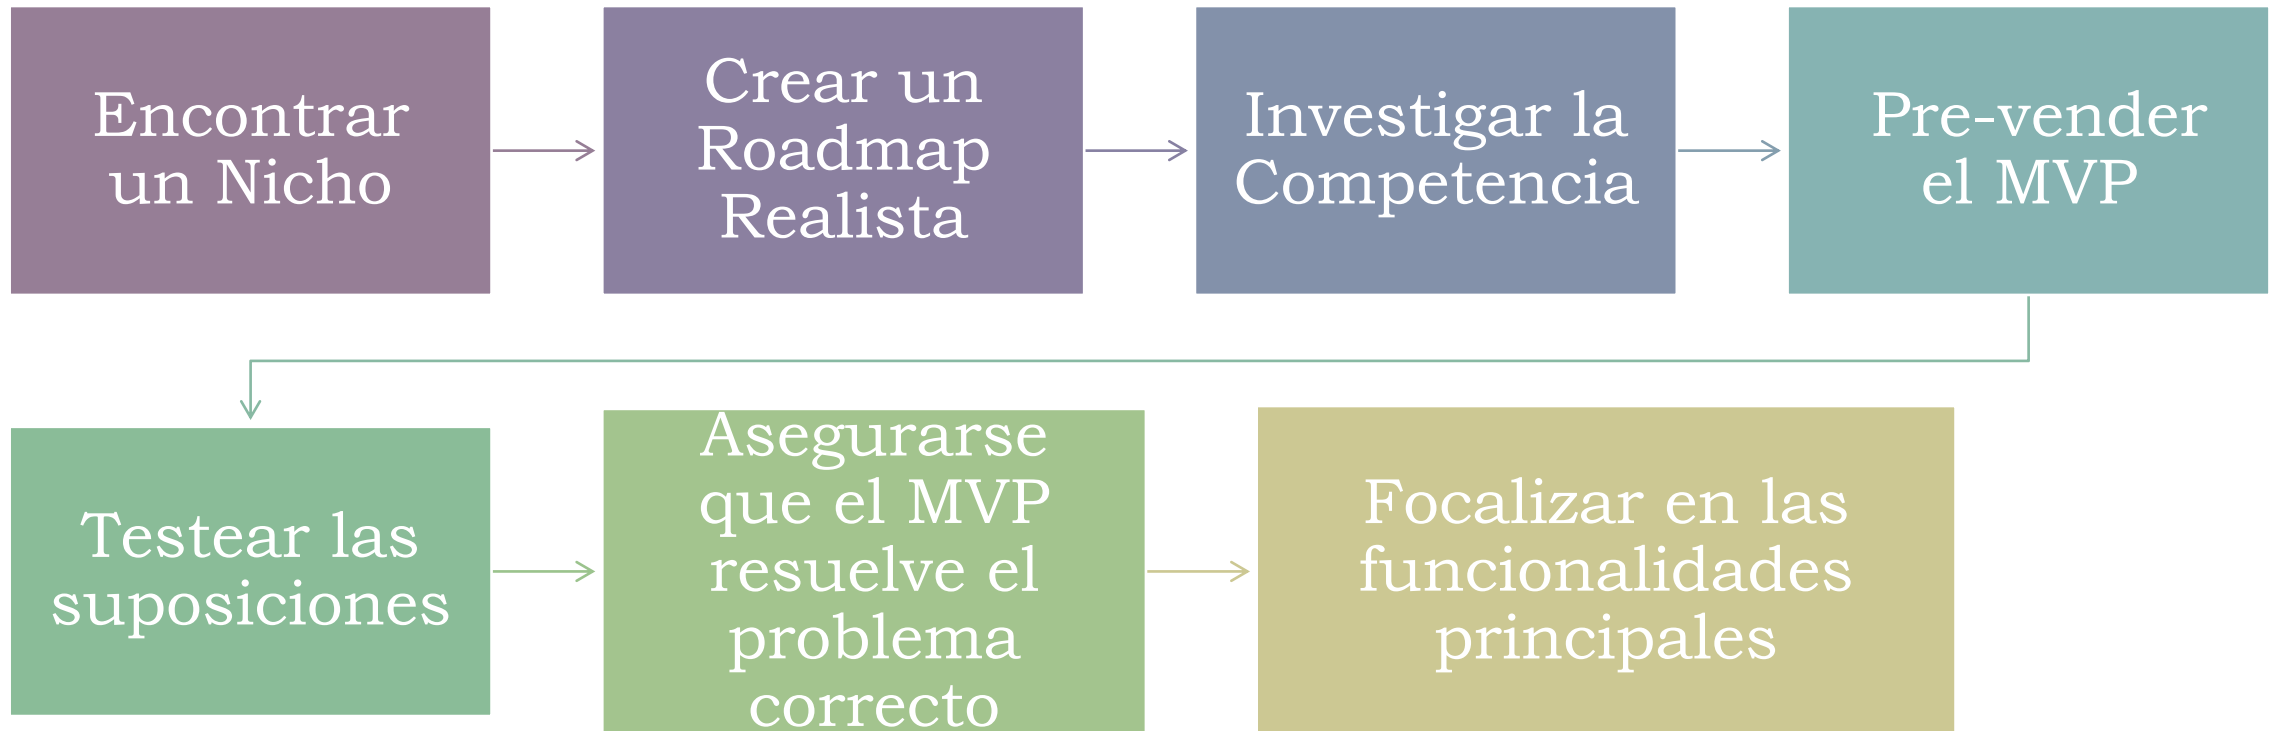 Encontrar
un Nicho
Crear un
Roadmap
Realista
Investigar la
Competencia
Pre-vender
el MVP
Testear las
suposiciones
Asegurarse
que el MVP
resuelve el
problema
correcto
Focalizar en las
funcionalidades
principales